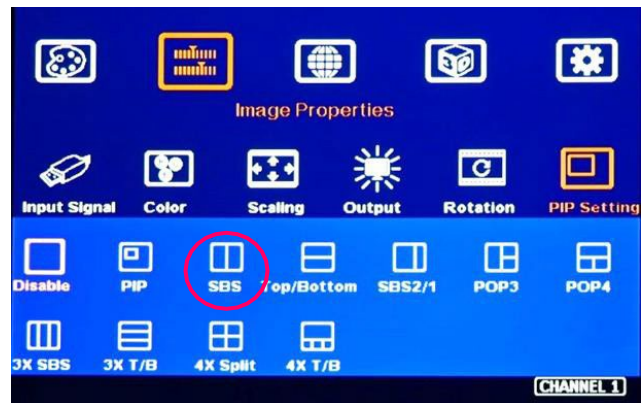 Image Properties
Input Signal Color Scaling Output Rotation PIP Setting
Disable PIP SBS Top/Bottom SBS2/1 POP3 POP4
3X SBS 3X T/B 4X Split 4X T/B
CHANNEL 1